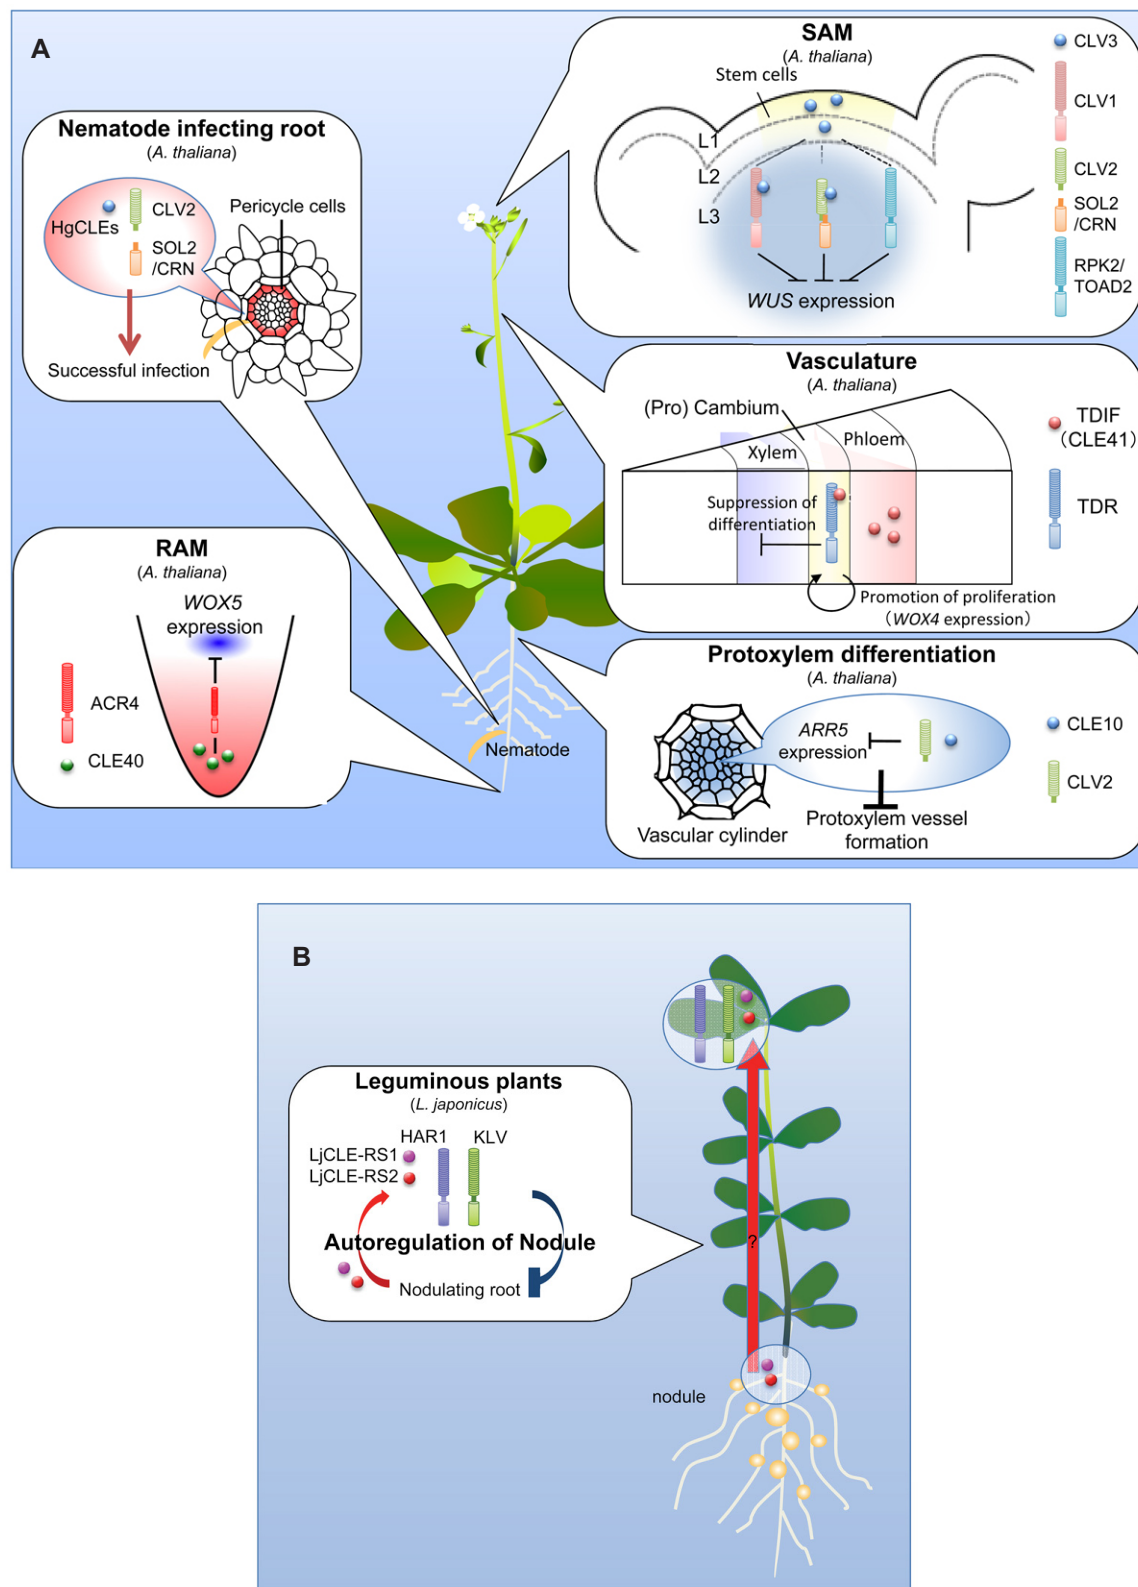 A
SAM
(A. thaliana)
Stem cells
L1
L2
L3
WUS expression
CLV3
CLV1
CLV2
SOL2
/CRN
RPK2/
TOAD2
Nematode infecting root
(A. thaliana)
HgCLEs
CLV2
SOL2
/CRN
Pericycle cells
Successful infection
Vasculature
(A. thaliana)
(Pro) Cambium
Xylem
Phloem
Suppression of
differentiation
Promotion of proliferation
(WOX4 expression)
TDIF
(CLE41)
TDR
RAM
(A. thaliana)
WOX5
expression
ACR4
CLE40
Nematode
Protoxylem differentiation
(A. thaliana)
ARR5
expression
Vascular cylinder
Protoxylem vessel
formation
CLE10
CLV2
B
Leguminous plants
(L. japonicus)
HAR1
KLV
LjCLE-RS1
LjCLE-RS2
Autoregulation of Nodule
Nodulating root
?
nodule